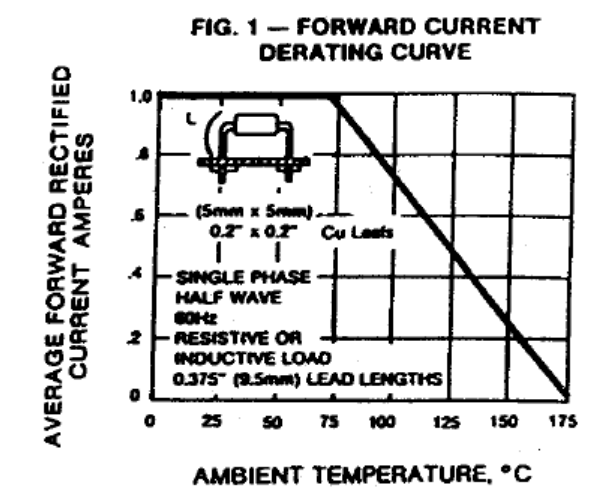 FIG. 1 — FORWARD CURRENT
DERATING CURVE
AVERAGE FORWARD RECTIFIED
CURRENT AMPERES
1.0
.8
.6
.4
.2
0
L
(5mm x 5mm)
0.2" x 0.2" Cu Leafs
SINGLE PHASE
HALF WAVE
60Hz
RESISTIVE OR
INDUCTIVE LOAD
0.375" (9.5mm) LEAD LENGTHS
0 25 50 75 100 125 150 175
AMBIENT TEMPERATURE, °C